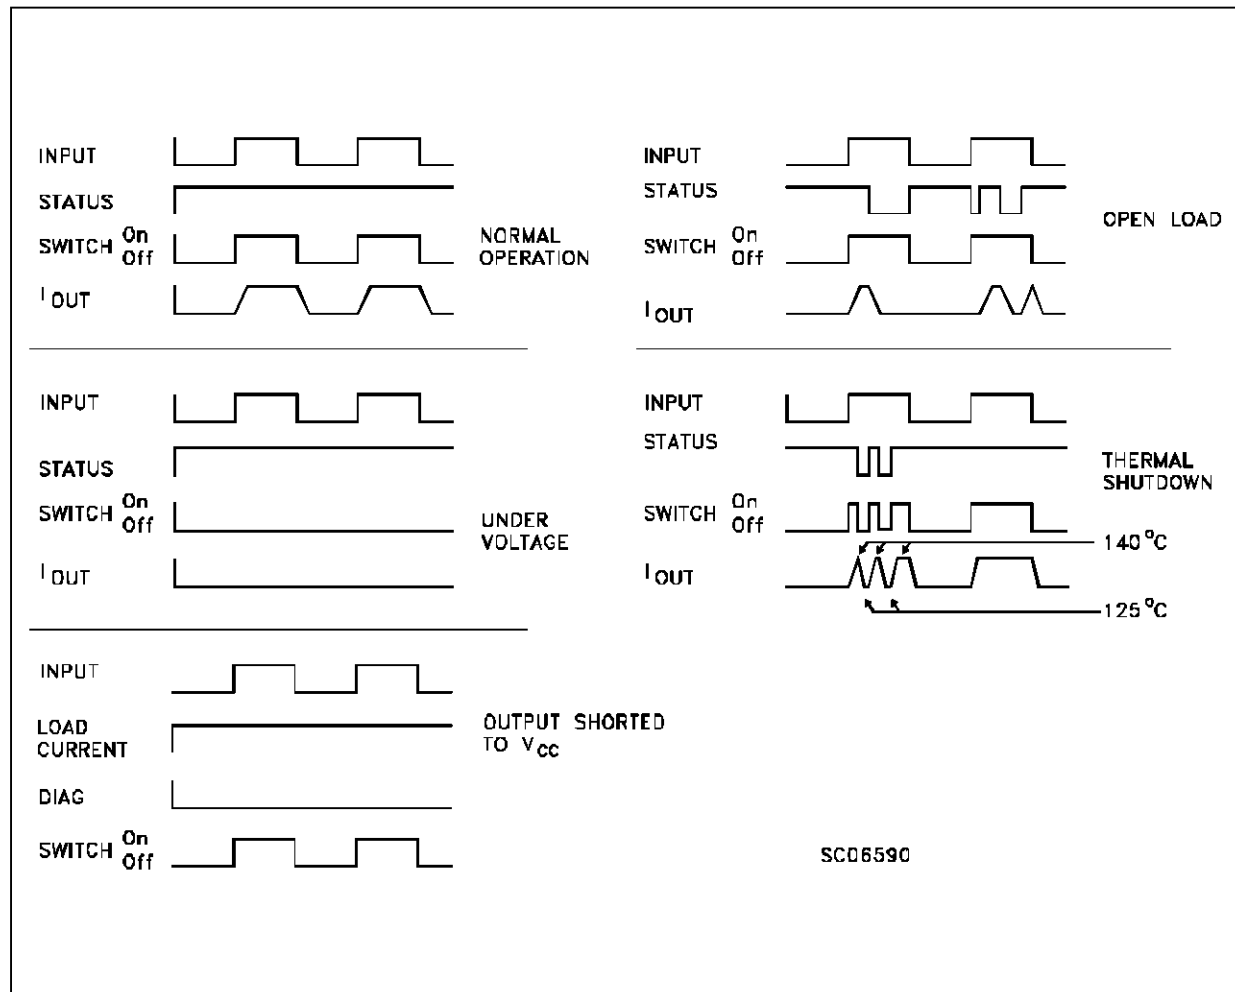 INPUT
STATUS
SWITCH On
Off
I OUT
NORMAL
OPERATION
INPUT
STATUS
SWITCH On
Off
I OUT
OPEN LOAD
INPUT
STATUS
SWITCH On
Off
I OUT
UNDER
VOLTAGE
INPUT
STATUS
SWITCH On
Off
I OUT
THERMAL
SHUTDOWN
140 °C
125 °C
INPUT
LOAD
CURRENT
DIAG
SWITCH On
Off
OUTPUT SHORTED
TO VCC
SC06590